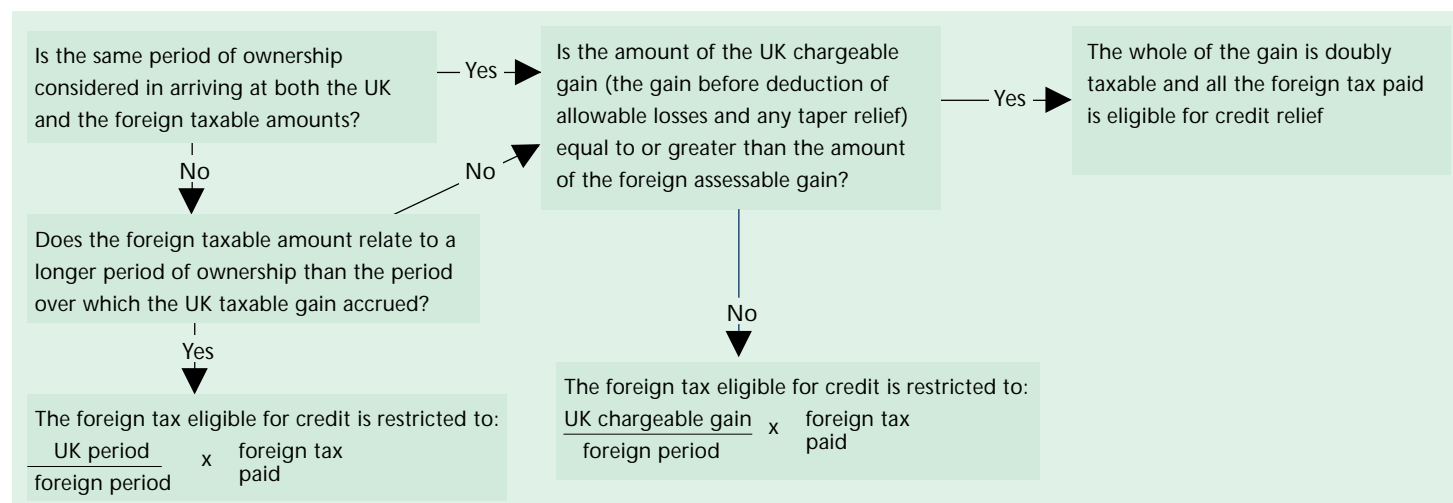 Is the same period of ownership
considered in arriving at both the UK
and the foreign taxable amounts?
Yes
Is the amount of the UK chargeable
gain (the gain before deduction of
allowable losses and any taper relief)
equal to or greater than the amount
of the foreign assessable gain?
Yes
The whole of the gain is doubly
taxable and all the foreign tax paid
is eligible for credit relief
No
No
Does the foreign taxable amount relate to a
longer period of ownership than the period
over which the UK taxable gain accrued?
Yes
The foreign tax eligible for credit is restricted to:
UK period
foreign period
x
foreign tax
paid
No
The foreign tax eligible for credit is restricted to:
UK chargeable gain
foreign period
x
foreign tax
paid